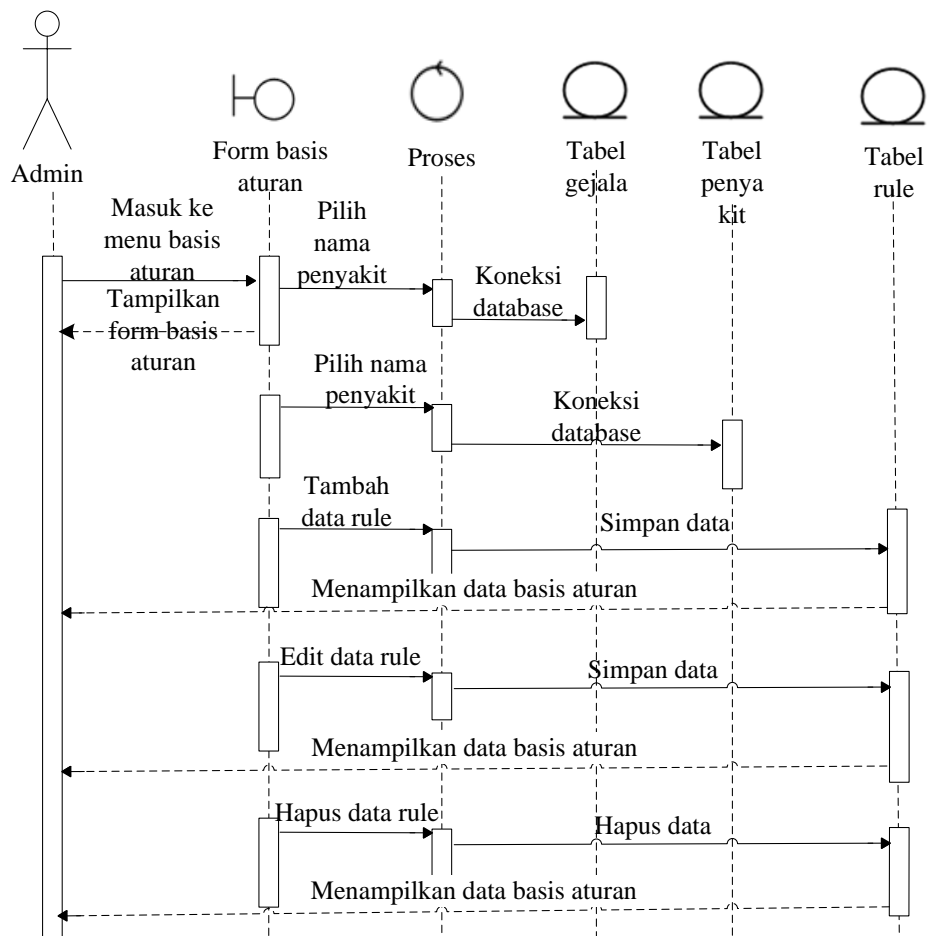 Admin
Form basis
aturan
Proses
Tabel
gejala
Tabel
penya
kit
Tabel
rule
Masuk ke
menu basis
aturan
Pilih
nama
penyakit
Koneksi
database
Tampilkan
form basis
aturan
Pilih nama
penyakit
Koneksi
database
Tambah
data rule
Simpan data
Menampilkan data basis aturan
Edit data rule
Simpan data
Menampilkan data basis aturan
Hapus data rule
Hapus data
Menampilkan data basis aturan